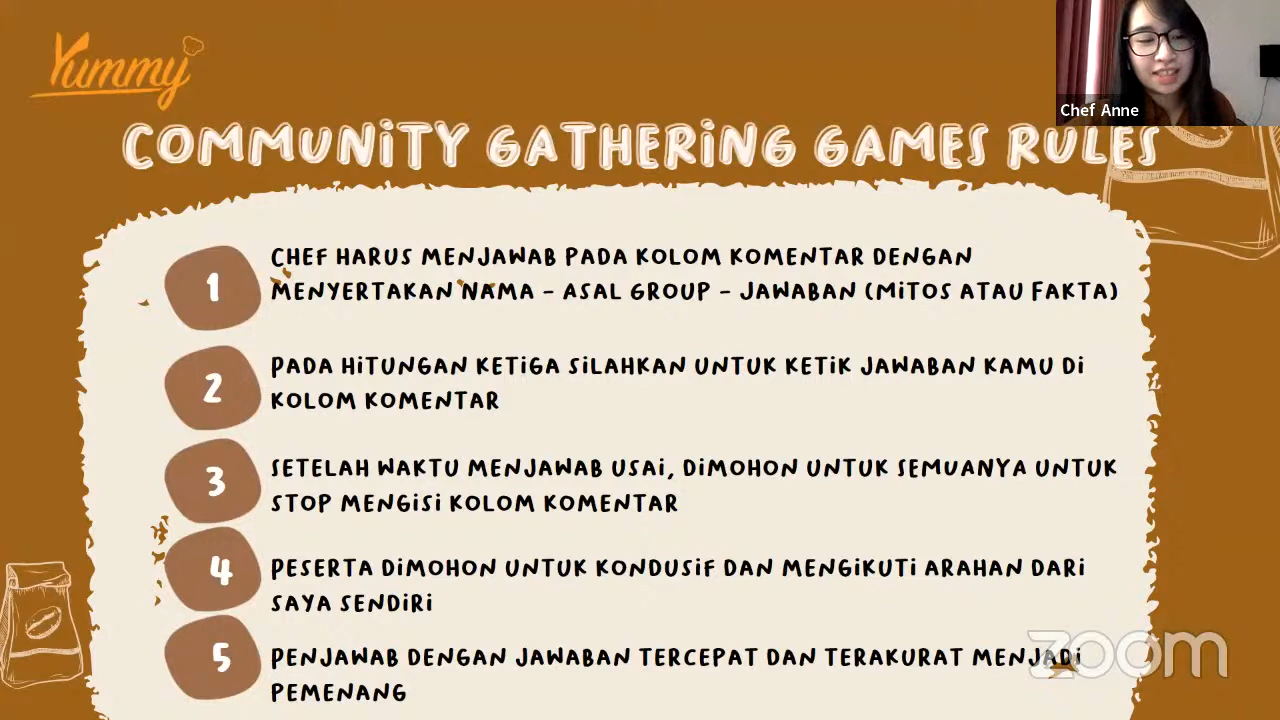 Yummy
Chef Anne
COMMUNITY GATHERING GAMES RULES
1
CHEF HARUS MENJAWAB PADA KOLOM KOMENTAR DENGAN
MENYERTAKAN NAMA - ASAL GROUP - JAWABAN (MITOS ATAU FAKTA)
2
PADA HITUNGAN KETIGA SILAHKAN UNTUK KETIK JAWABAN KAMU DI
KOLOM KOMENTAR
3
SETELAH WAKTU MENJAWAB USAI, DIMOHON UNTUK SEMUANYA UNTUK
STOP MENGISI KOLOM KOMENTAR
4
PESERTA DIMOHON UNTUK KONDUSIF DAN MENGIKUTI ARAHAN DARI
SAYA SENDIRI
5
PENJAWAB DENGAN JAWABAN TERCEPAT DAN TERAKURAT MENJADI
PEMENANG
zoom